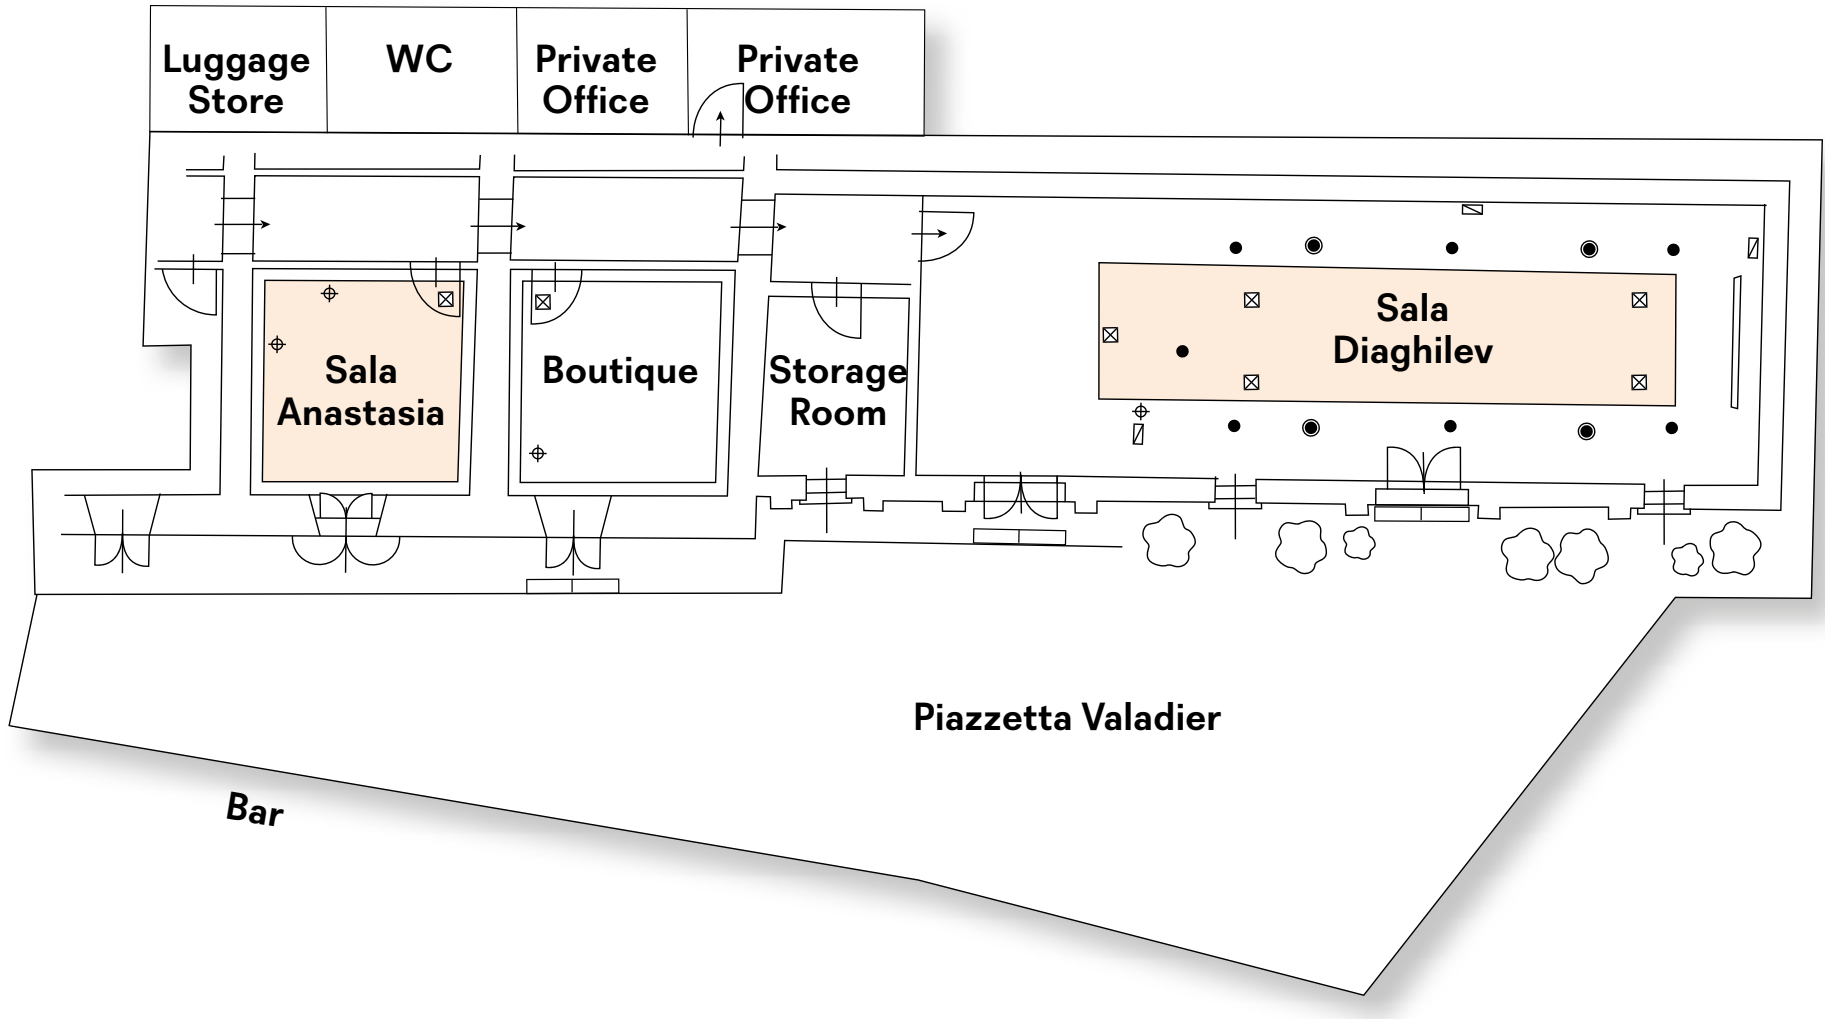 Luggage
Store
WC
Private
Office
Private
Office
Sala
Anastasia
Boutique
Storage
Room
Sala
Diaghilev
Piazzetta Valadier
Bar